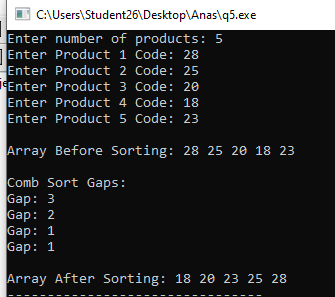 C:\Users\Student26\Desktop\Anas\q5.exe
Enter number of products: 5
Enter Product 1 Code: 28
Enter Product 2 Code: 25
Enter Product 3 Code: 20
Enter Product 4 Code: 18
Enter Product 5 Code: 23
Array Before Sorting: 28 25 20 18 23
Comb Sort Gaps:
Gap: 3
Gap: 2
Gap: 1
Gap: 1
Array After Sorting: 18 20 23 25 28
--------------------------------